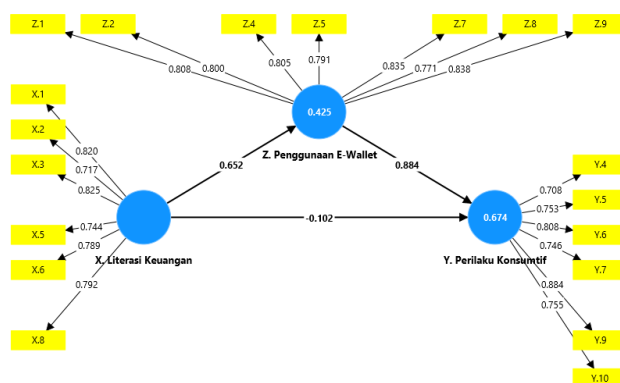 Z.1
Z.2
Z.4
Z.5
Z.7
Z.8
Z.9
0.808
0.800
0.805
0.791
0.835
0.771
0.838
X.1
X.2
X.3
X.5
X.6
X.8
0.820
0.717
0.825
0.744
0.789
0.792
0.425
Z. Penggunaan E-Wallet
0.652
0.884
-0.102
X. Literasi Keuangan
0.674
Y. Perilaku Konsumtif
0.708
0.753
0.808
0.746
0.884
0.755
Y.4
Y.5
Y.6
Y.7
Y.9
Y.10